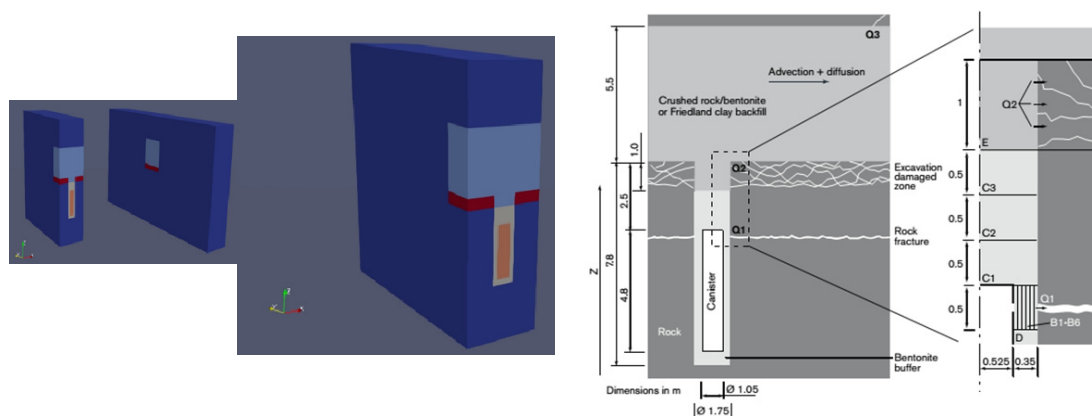 Q3
Advection + diffusion
Crushed rock/bentonite
or Friedland clay backfill
5.5
1.0
Q2
Excavation
damaged
zone
2.5
Q1
Rock
fracture
Z
7.8
4.8
Canister
Rock
Bentonite
buffer
Dimensions in m
Ø 1.05
Ø 1.75
1
Q2
E
0.5
C3
0.5
C2
0.5
C1
0.5
Q1
B1-B6
D
0.525
0.35